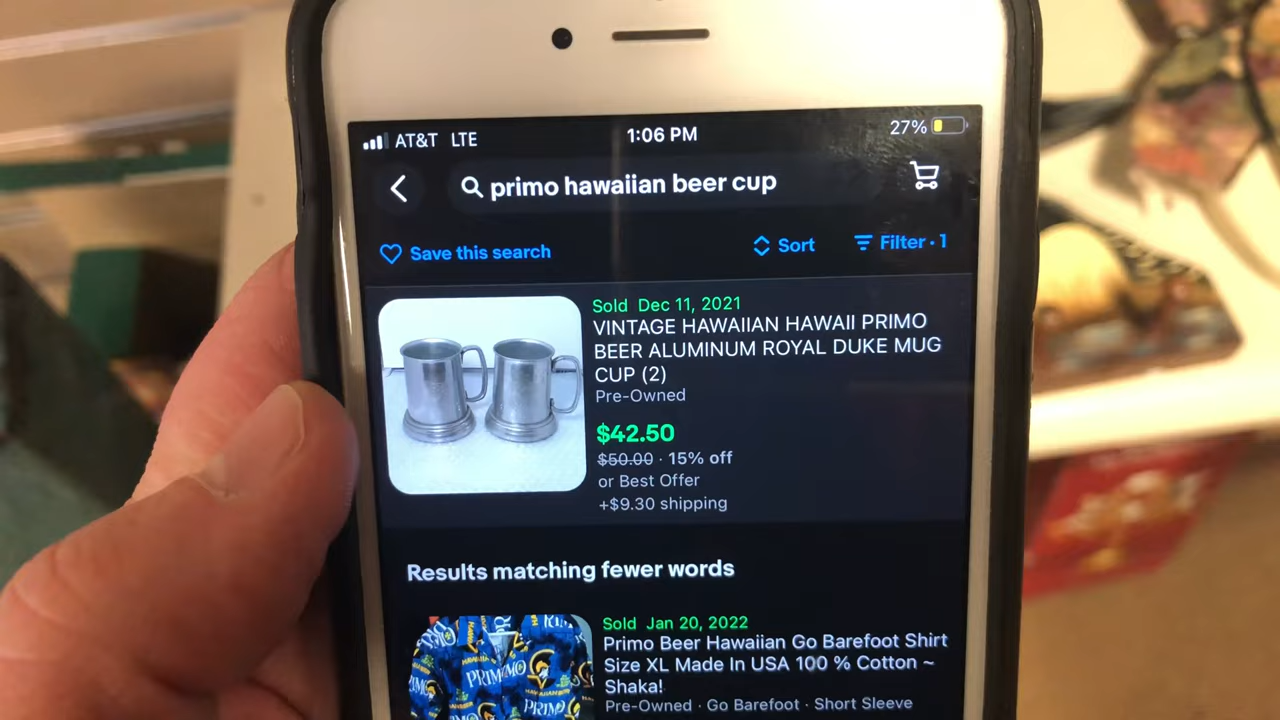 AT&T LTE 1:06 PM 27%
primo hawaiian beer cup
Save this search Sort Filter • 1
Sold Dec 11, 2021
VINTAGE HAWAIIAN HAWAII PRIMO
BEER ALUMINUM ROYAL DUKE MUG
CUP (2)
Pre-Owned
$42.50
$50.00 · 15% off
or Best Offer
+$9.30 shipping
Results matching fewer words
Sold Jan 20, 2022
Primo Beer Hawaiian Go Barefoot Shirt
Size XL Made In USA 100 % Cotton ~
Shaka!
Pre-Owned · Go Barefoot · Short Sleeve
PRIMO